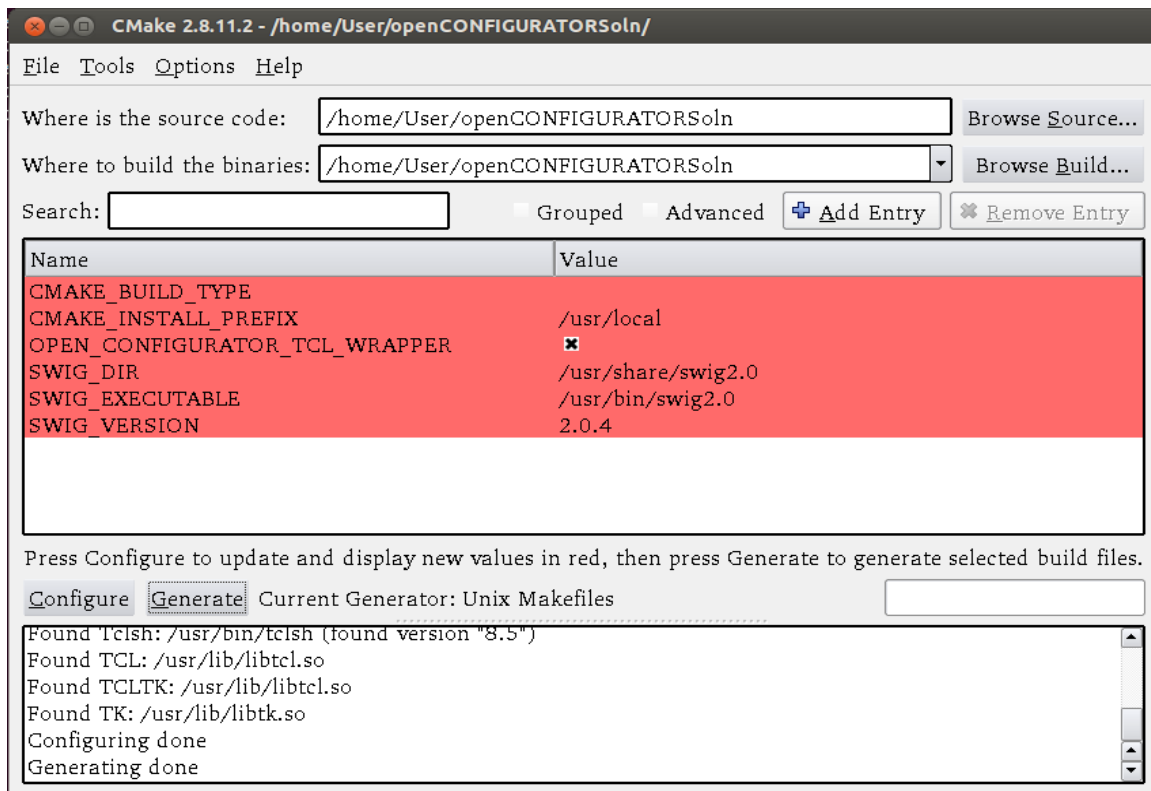 CMake 2.8.11.2 - /home/User/openCONFIGURATORSoln/
File Tools Options Help
Where is the source code: /home/User/openCONFIGURATORSoln Browse Source...
Where to build the binaries: /home/User/openCONFIGURATORSoln Browse Build...
Search: Grouped Advanced Add Entry Remove Entry
Name Value
CMAKE_BUILD_TYPE
CMAKE_INSTALL_PREFIX /usr/local
OPEN_CONFIGURATOR_TCL_WRAPPER
SWIG_DIR /usr/share/swig2.0
SWIG_EXECUTABLE /usr/bin/swig2.0
SWIG_VERSION 2.0.4
Press Configure to update and display new values in red, then press Generate to generate selected build files.
Configure Generate Current Generator: Unix Makefiles
Found Tclsh: /usr/bin/tclsh (found version "8.5")
Found TCL: /usr/lib/libtcl.so
Found TCLTK: /usr/lib/libtcl.so
Found TK: /usr/lib/libtk.so
Configuring done
Generating done